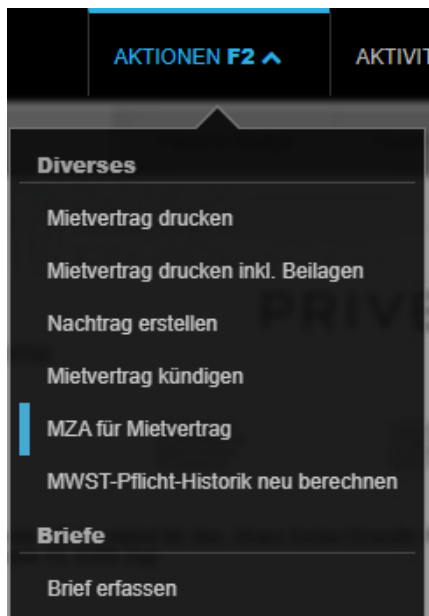 AKTIONEN F2 AKTIVIT
Diverses
Mietvertrag drucken
Mietvertrag drucken inkl. Beilagen
Nachtrag erstellen
PRIVE
Mietvertrag kündigen
MZA für Mietvertrag
MWST-Pflicht-Historik neu berechnen
Briefe
Brief erfassen